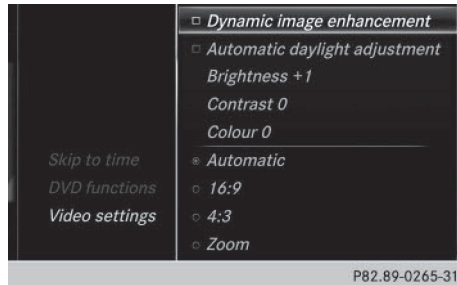 Dynamic image enhancement
Automatic daylight adjustment
Brightness +1
Contrast 0
Colour 0
Skip to time
Automatic
DVD functions
16:9
Video settings
4:3
Zoom
P82.89-0265-31